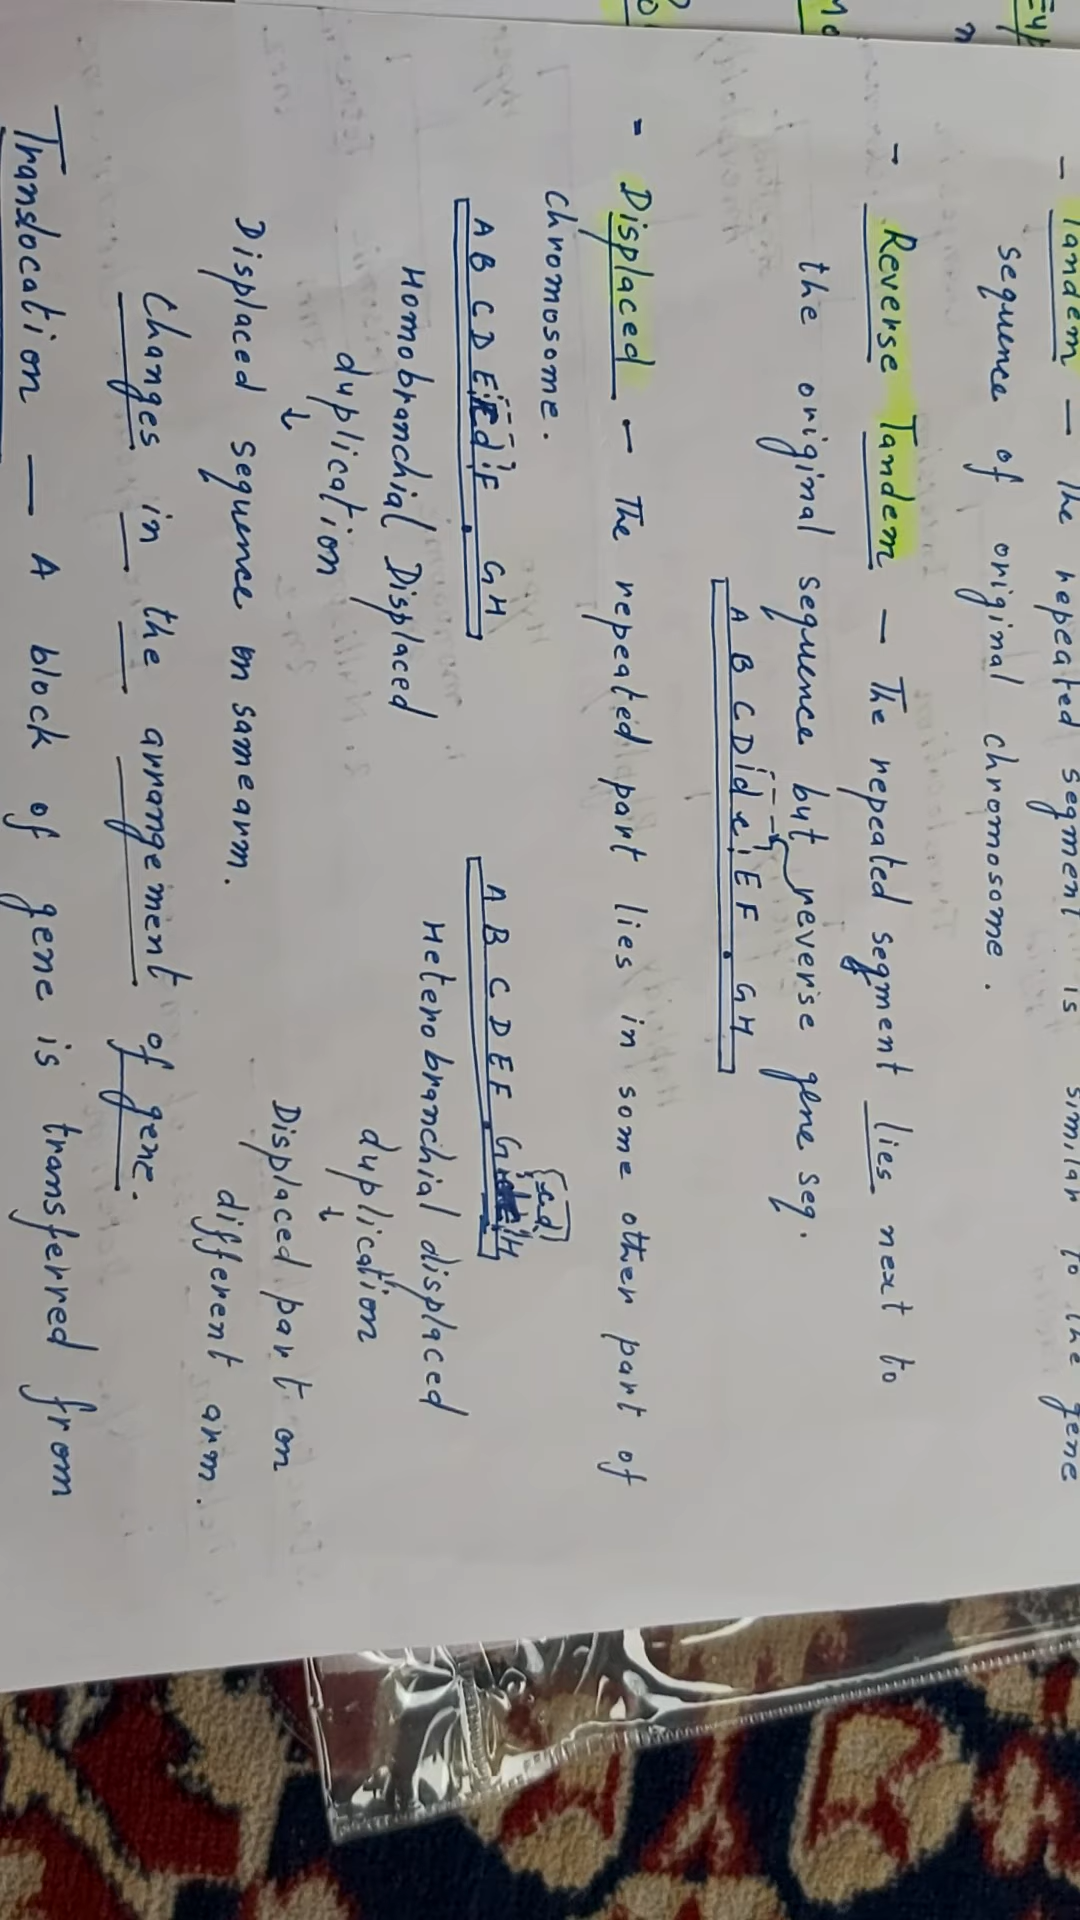 - Tandem - The repeated segment is similar to the gene
sequence of original chromosome.
- Reverse Tandem - The repeated segment lies next to
the original sequence but reverse gene seq.
A B C D d c E F . G H
- Displaced - The repeated part lies in some other part of
chromosome.
A B C D E c d F . G H
A B C D E F . G H
cd
Homobranchial Displaced
duplication
↓
Displaced sequence on same arm.
Heterobranchial displaced
duplication
↓
Displaced part on
different arm.
Changes in the arrangement of gene.
Translocation - A block of gene is transferred from